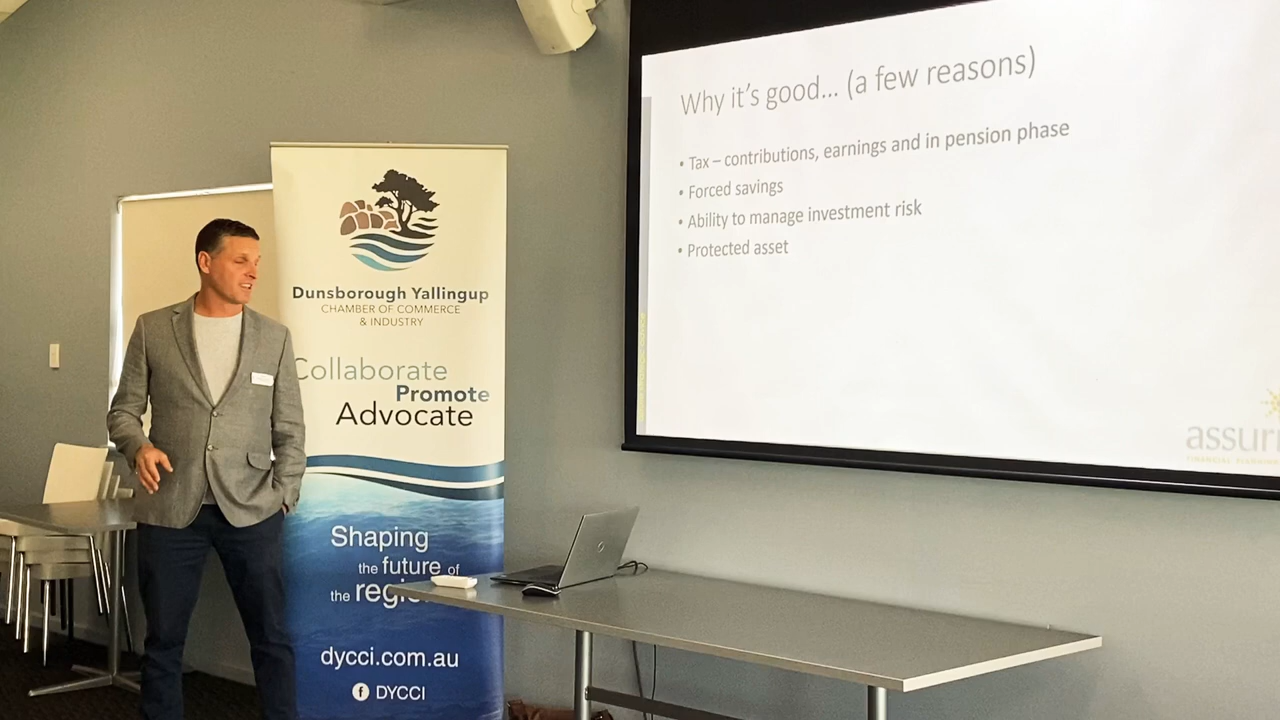 Dunsborough Yallingup
CHAMBER OF COMMERCE
& INDUSTRY
Collaborate
Promote
Advocate
Shaping
the future of
the
dycci.com.au
f DYCCI
Why it's good... (a few reasons)
• Tax – contributions, earnings and in pension phase
• Forced savings
• Ability to manage investment risk
• Protected asset